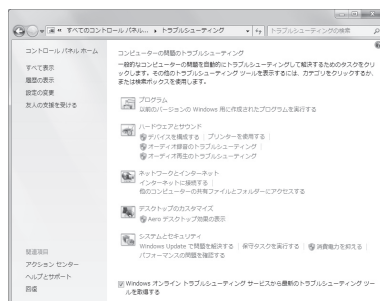 すべてのコントロール パネル... トラブルシューティング
トラブルシューティングの検索
コントロール パネル ホーム
すべて表示
履歴の表示
設定の変更
友人の支援を受ける
コンピューターの問題のトラブルシューティング
一般的なコンピューターの問題を自動的にトラブルシューティングして解決するためのタスクをクリ
ックします。その他のトラブルシューティング ツールを表示するには、カテゴリをクリックするか、
または検索ボックスを使用します。
プログラム
以前のバージョンの Windows 用に作成されたプログラムを実行する
ハードウェアとサウンド
デバイスを構成する | プリンターを使用する
オーディオ録音のトラブルシューティング
オーディオ再生のトラブルシューティング
ネットワークとインターネット
インターネットに接続する
他のコンピューターの共有ファイルとフォルダーにアクセスする
デスクトップのカスタマイズ
Aero デスクトップ効果の表示
システムとセキュリティ
Windows Update で問題を解決する | 保守タスクを実行する | 消費電力を抑える
パフォーマンスの問題を確認する
関連項目
アクション センター
ヘルプとサポート
回復
Windows オンライン トラブルシューティング サービスから最新のトラブルシューティング ツー
ルを取得する